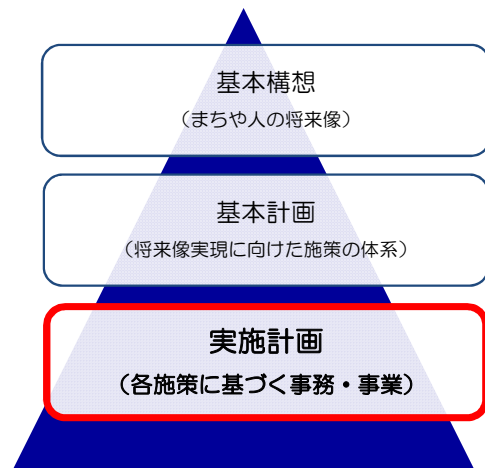 基本構想
（まちや人の将来像）
基本計画
（将来像実現に向けた施策の体系）
実施計画
（各施策に基づく事務・事業）